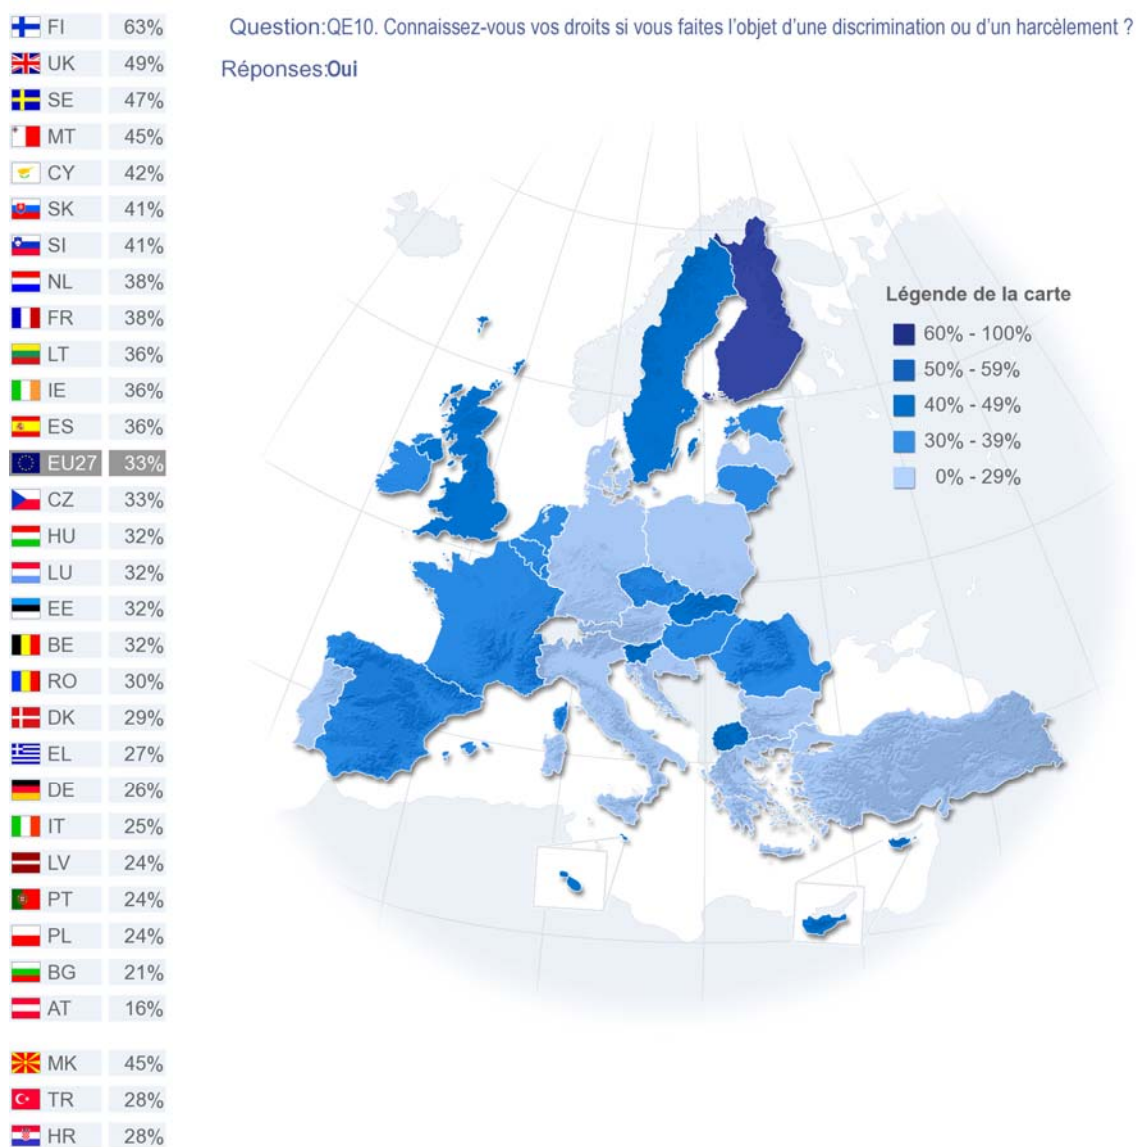 FI 63%
UK 49%
SE 47%
MT 45%
CY 42%
SK 41%
SI 41%
NL 38%
FR 38%
LT 36%
IE 36%
ES 36%
EU27 33%
CZ 33%
HU 32%
LU 32%
EE 32%
BE 32%
RO 30%
DK 29%
EL 27%
DE 26%
IT 25%
LV 24%
PT 24%
PL 24%
BG 21%
AT 16%
MK 45%
TR 28%
HR 28%
Question:QE10. Connaissez-vous vos droits si vous faites l'objet d'une discrimination ou d'un harcèlement ?
Réponses:Oui
Légende de la carte
60% - 100%
50% - 59%
40% - 49%
30% - 39%
0% - 29%